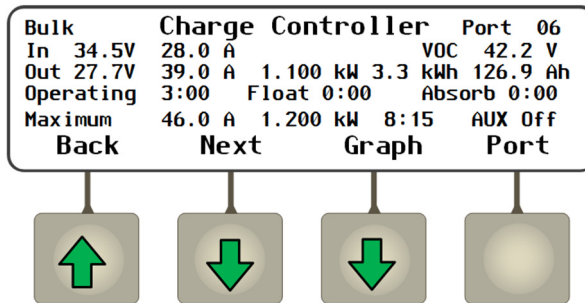 Bulk Charge Controller Port 06
In 34.5V 28.0 A VOC 42.2 V
Out 27.7V 39.0 A 1.100 kW 3.3 kWh 126.9 Ah
Operating 3:00 Float 0:00 Absorb 0:00
Maximum 46.0 A 1.200 kW 8:15 AUX Off
Back Next Graph Port